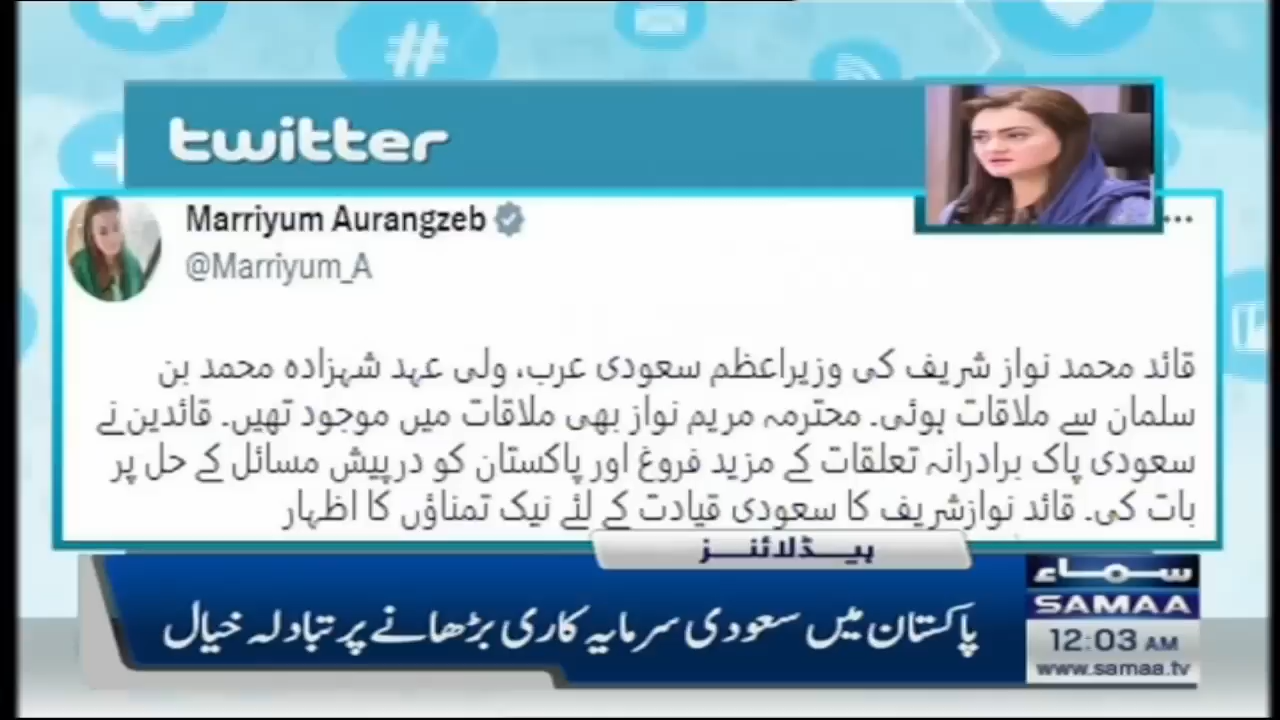 twitter
Marriyum Aurangzeb
@Marriyum_A
قائد محمد نواز شریف کی وزیراعظم سعودی عرب، ولی عہد شہزادہ محمد بن
سلمان سے ملاقات ہوئی۔ محترمہ مریم نواز بھی ملاقات میں موجود تھیں۔ قائدین نے
سعودی پاک برادرانہ تعلقات کے مزید فروغ اور پاکستان کو درپیش مسائل کے حل پر
بات کی۔ قائد نوازشریف کا سعودی قیادت کے لئے نیک تمناؤں کا اظہار
ہیڈلائنز
پاکستان میں سعودی سرمایہ کاری بڑھانے پر تبادلہ خیال
سماء
SAMAA
12:03 AM
www.samaa.tv